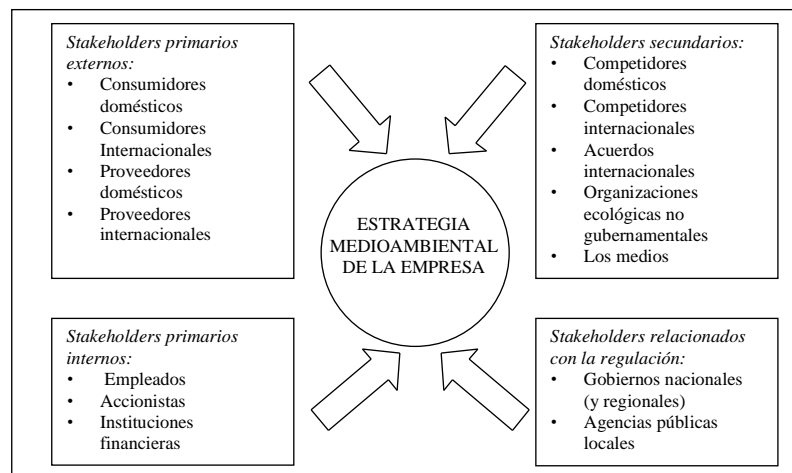 Stakeholders primarios
externos:
• Consumidores
domésticos
• Consumidores
Internacionales
• Proveedores
domésticos
• Proveedores
internacionales
Stakeholders secundarios:
• Competidores
domésticos
• Competidores
internacionales
• Acuerdos
internacionales
• Organizaciones
ecológicas no
gubernamentales
• Los medios
ESTRATEGIA
MEDIOAMBIENTAL
DE LA EMPRESA
Stakeholders primarios
internos:
• Empleados
• Accionistas
• Instituciones
financieras
Stakeholders relacionados
con la regulación:
• Gobiernos nacionales
(y regionales)
• Agencias públicas
locales